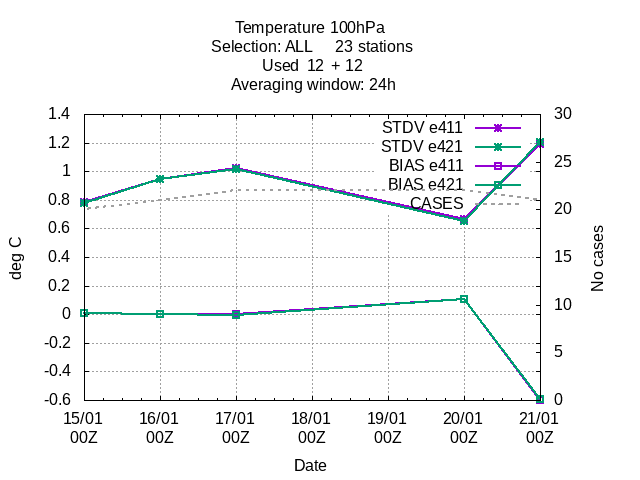 Temperature 100hPa
Selection: ALL 23 stations
Used 12 + 12
Averaging window: 24h
1.4
1.2
1
0.8
0.6
0.4
0.2
0
-0.2
-0.4
-0.6
deg C
STDV e411
STDV e421
BIAS e411
BIAS e421
CASES
30
25
20
15
10
5
0
No cases
15/01 16/01 17/01 18/01 19/01 20/01 21/01
00Z 00Z 00Z 00Z 00Z 00Z 00Z
Date